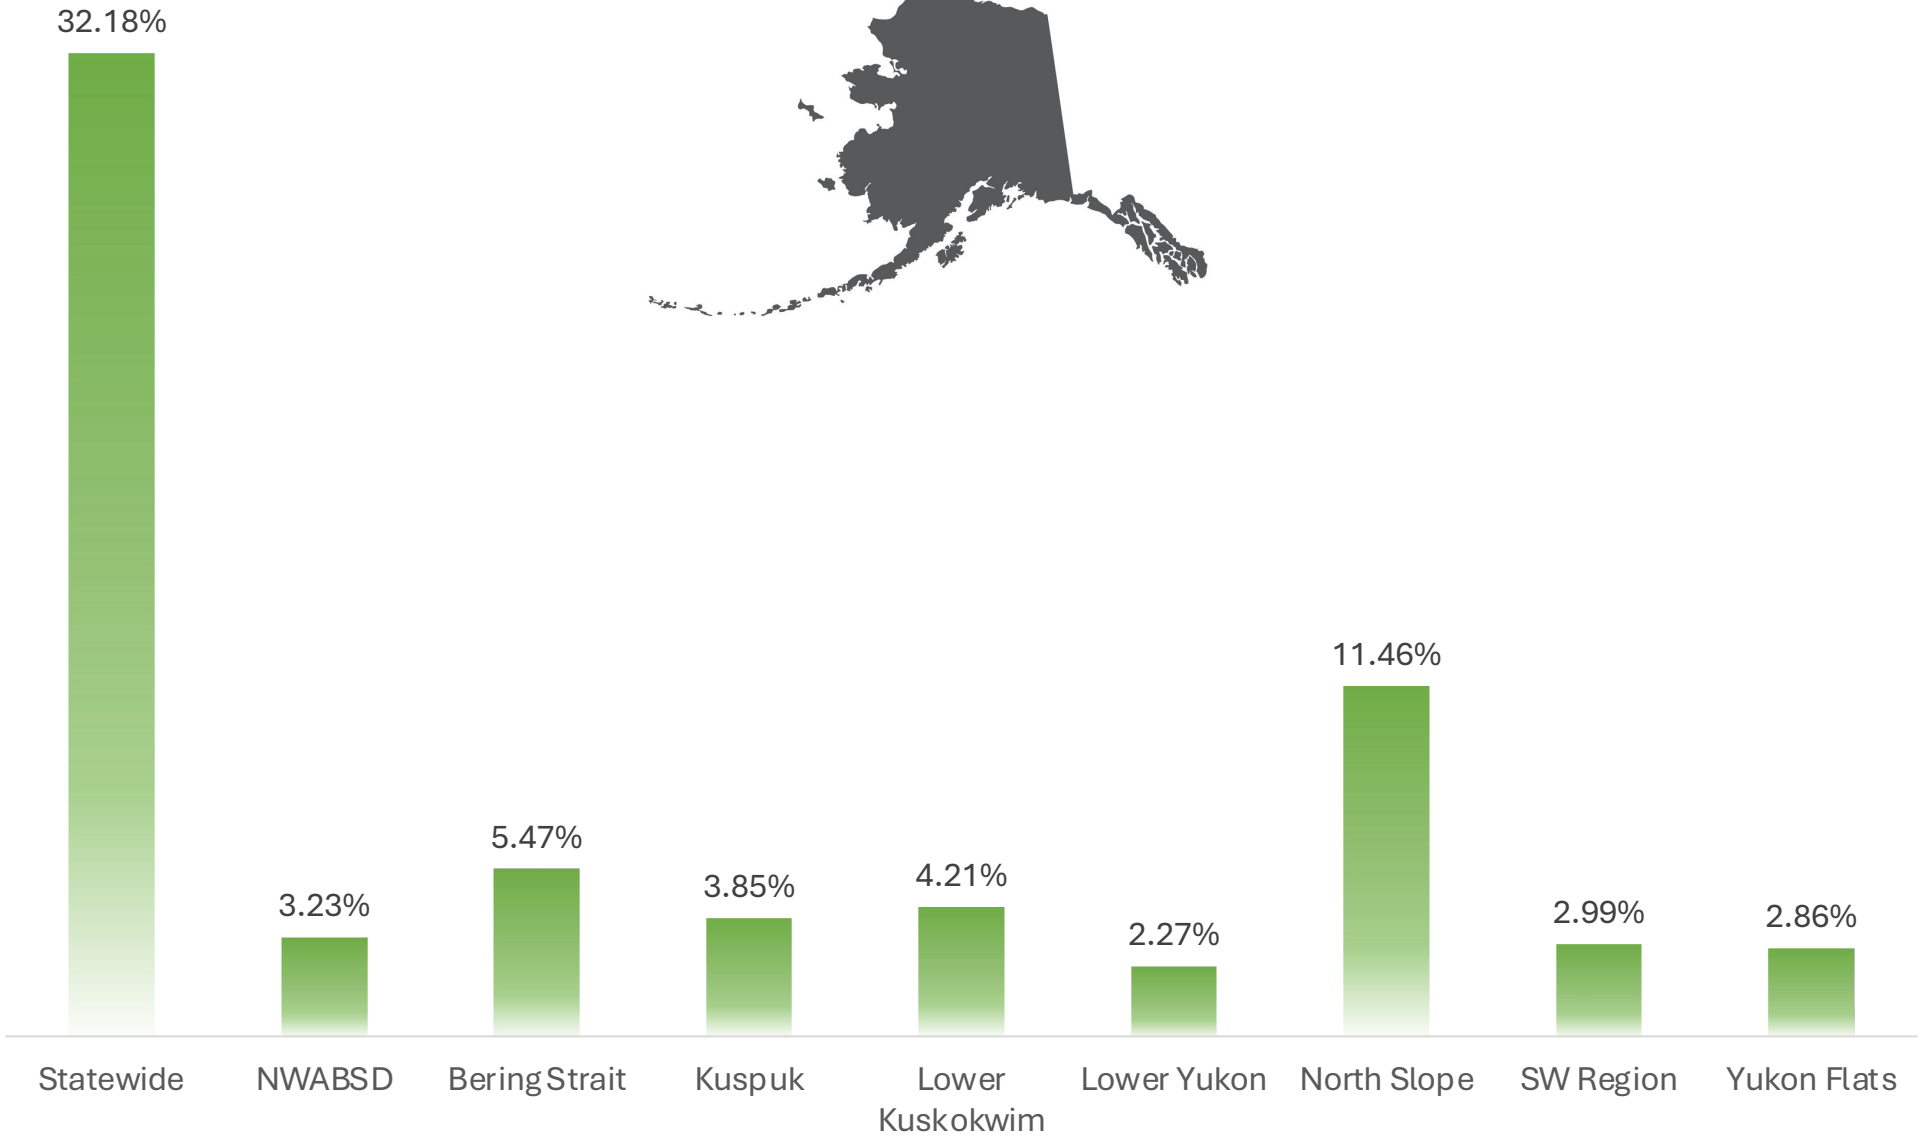 32.18%
3.23%
5.47%
3.85%
4.21%
2.27%
11.46%
2.99%
2.86%
Statewide
NWABSD
Bering Strait
Kuspuk
Lower
Kuskokwim
Lower Yukon
North Slope
SW Region
Yukon Flats